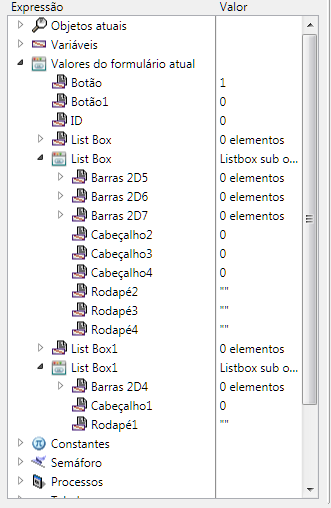 Expressão Valor
Objetos atuais
Variáveis
Valores do formulário atual
Botão 1
Botão1 0
ID 0
List Box 0 elementos
List Box Listbox sub o...
Barras 2D5 0 elementos
Barras 2D6 0 elementos
Barras 2D7 0 elementos
Cabeçalho2 0
Cabeçalho3 0
Cabeçalho4 0
Rodapé2 ""
Rodapé3 ""
Rodapé4 ""
List Box1 0 elementos
List Box1 Listbox sub o...
Barras 2D4 0 elementos
Cabeçalho1 0
Rodapé1 ""
Constantes
Semáforo
Processos